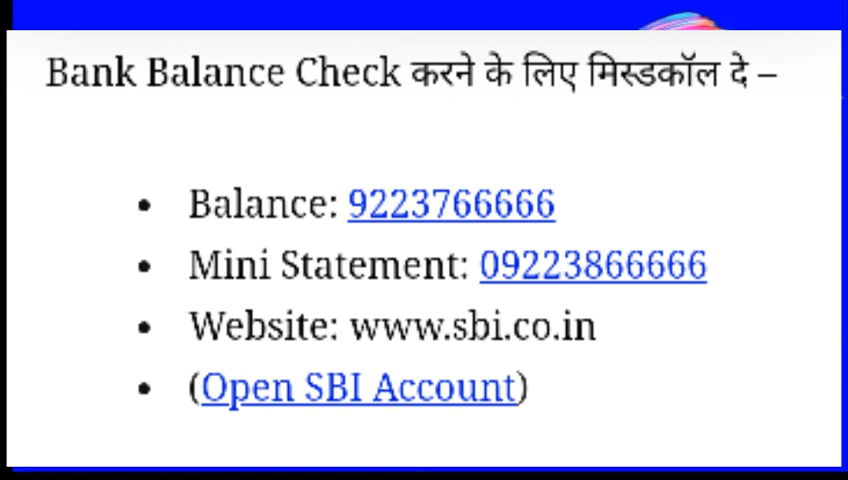 Bank Balance Check करने के लिए मिस्डकॉल दे –
• Balance: 9223766666
• Mini Statement: 09223866666
• Website: www.sbi.co.in
• (Open SBI Account)